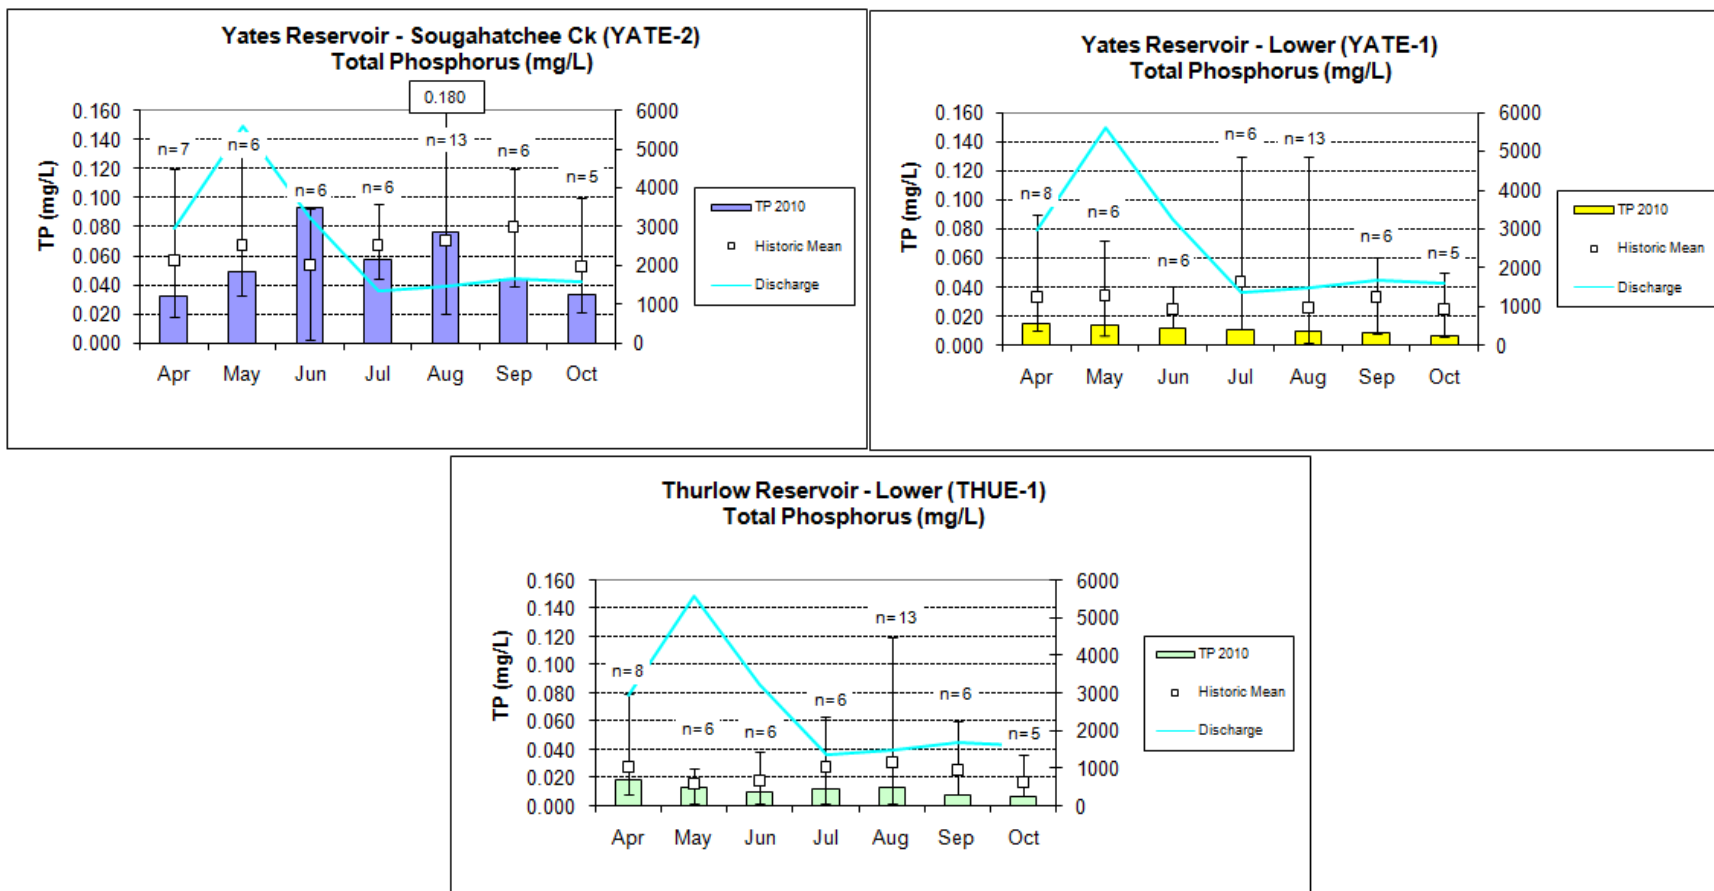 Yates Reservoir - Sougahatchee Ck (YATE-2)
Total Phosphorus (mg/L)
0.180
0.160
0.140
0.120
0.100
0.080
0.060
0.040
0.020
0.000
TP (mg/L)
n=7
n=6
n=6
n=6
n=13
n=6
n=5
6000
5000
4000
3000
2000
1000
0
Apr May Jun Jul Aug Sep Oct
TP 2010
Historic Mean
Discharge
Yates Reservoir - Lower (YATE-1)
Total Phosphorus (mg/L)
0.160
0.140
0.120
0.100
0.080
0.060
0.040
0.020
0.000
TP (mg/L)
n=8
n=6
n=6
n=6
n=13
n=6
n=5
6000
5000
4000
3000
2000
1000
0
Apr May Jun Jul Aug Sep Oct
TP 2010
Historic Mean
Discharge
Thurlow Reservoir - Lower (THUE-1)
Total Phosphorus (mg/L)
0.160
0.140
0.120
0.100
0.080
0.060
0.040
0.020
0.000
TP (mg/L)
n=8
n=6
n=6
n=6
n=13
n=6
n=5
6000
5000
4000
3000
2000
1000
0
Apr May Jun Jul Aug Sep Oct
TP 2010
Historic Mean
Discharge